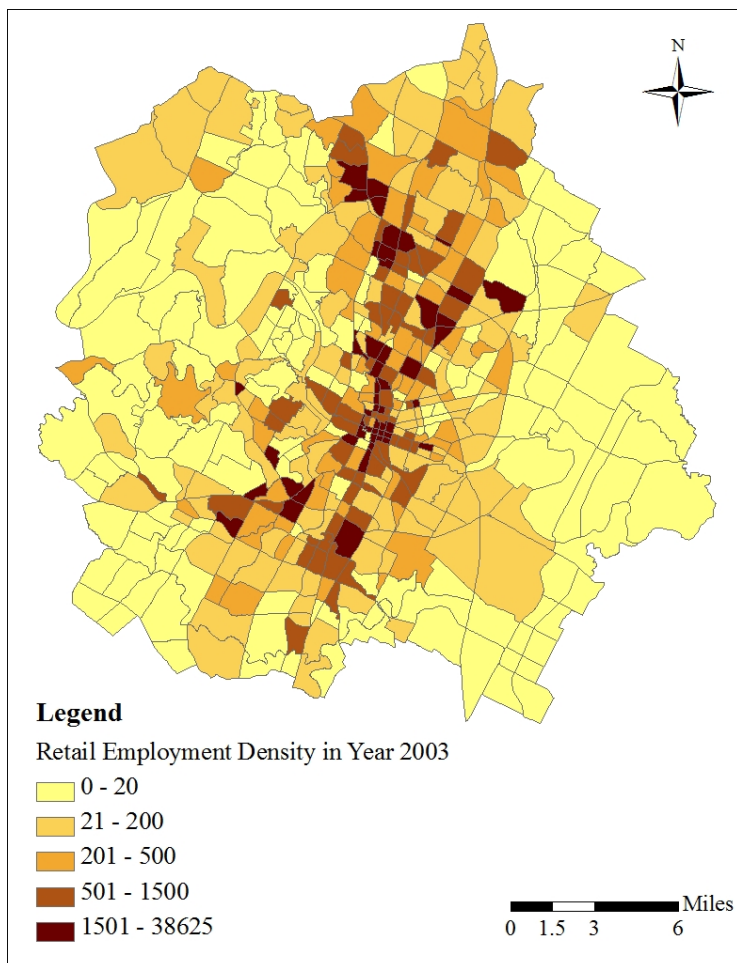 N
Legend
Retail Employment Density in Year 2003
0 - 20
21 - 200
201 - 500
501 - 1500
1501 - 38625
Miles
0 1.5 3 6